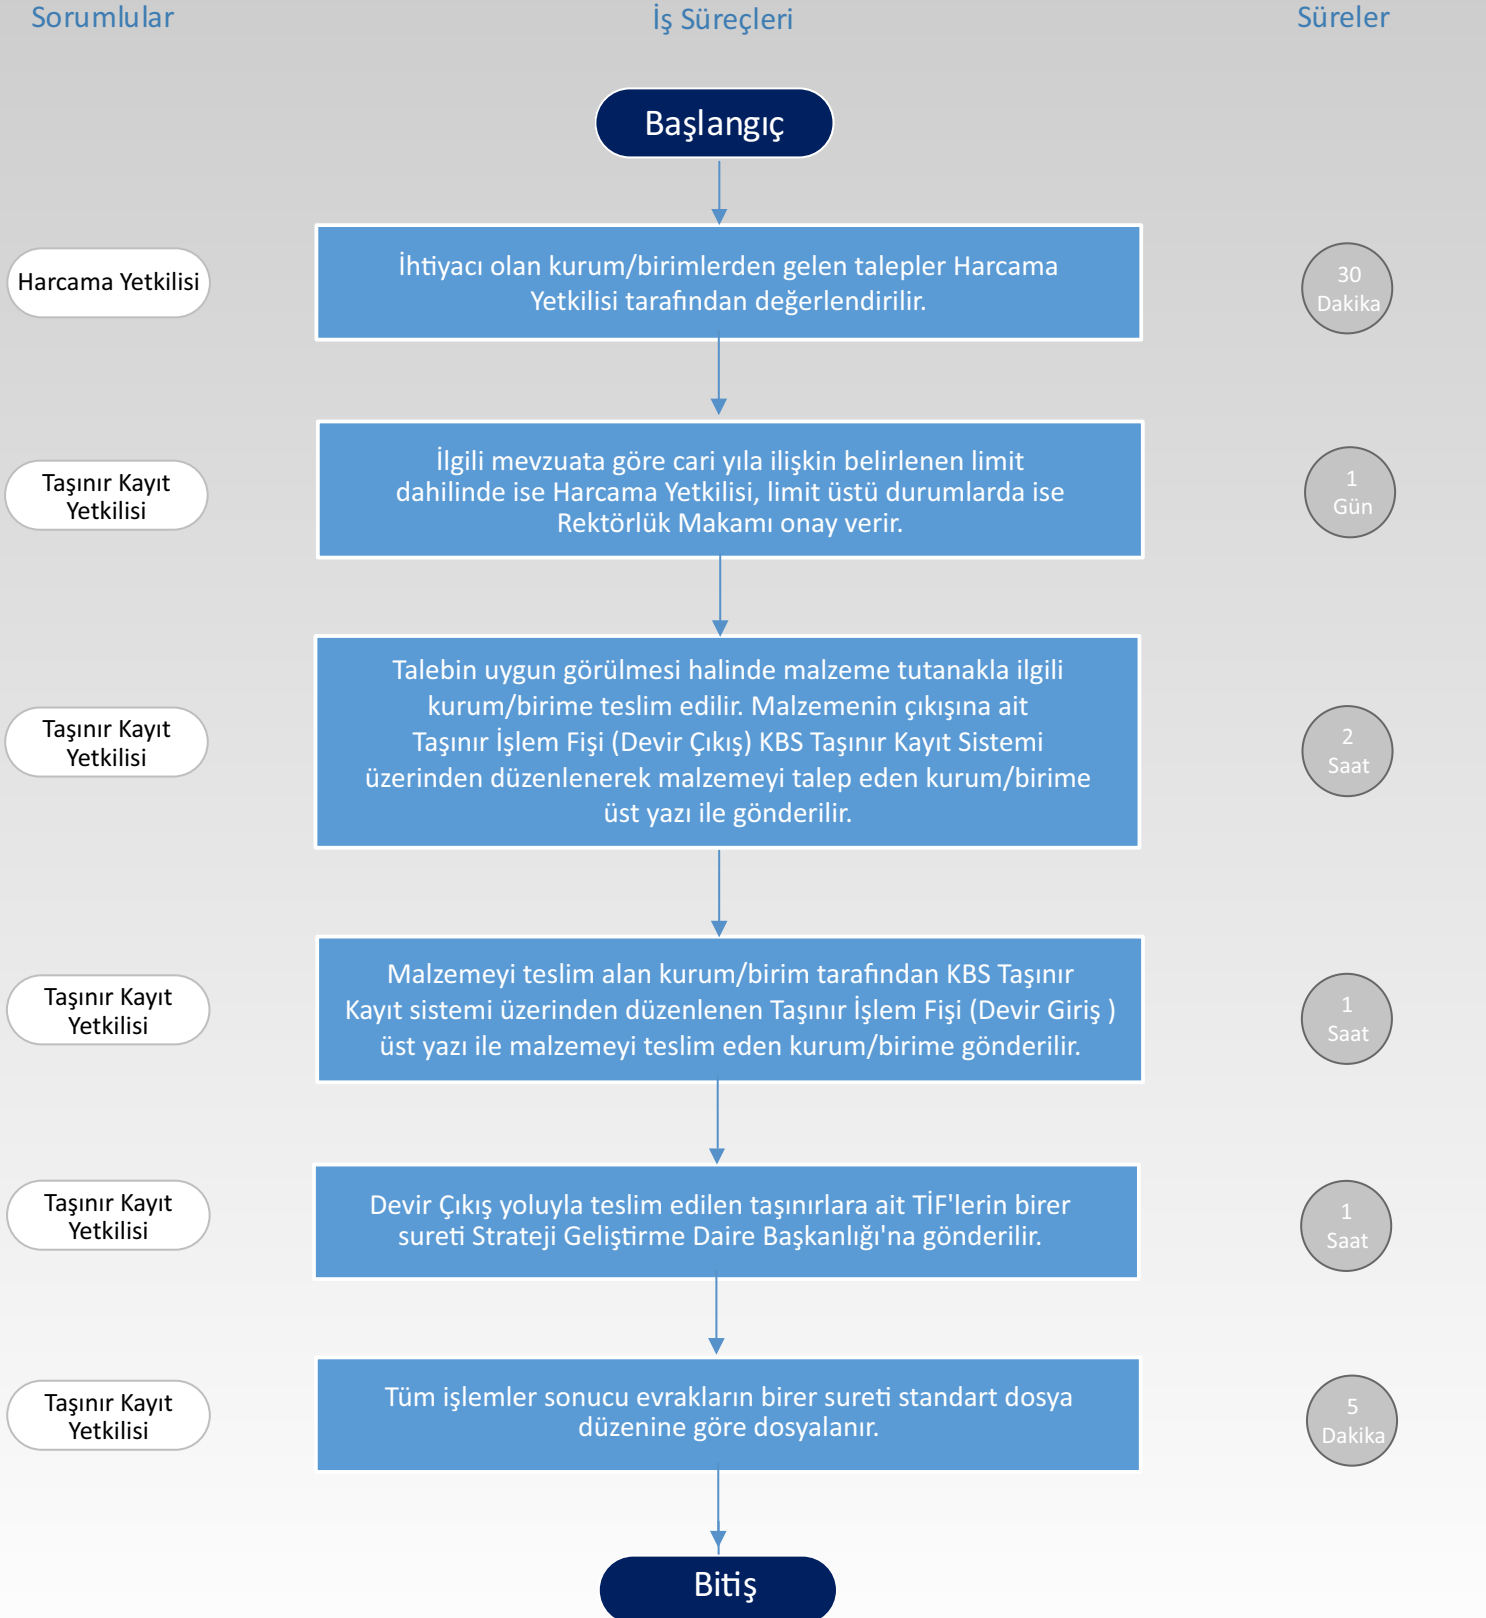 Sorumlular
İş Süreçleri
Süreler
Başlangıç
Harcama Yetkilisi
İhtiyacı olan kurum/birimlerden gelen talepler Harcama
Yetkilisi tarafından değerlendirilir.
30
Dakika
Taşınır Kayıt
Yetkilisi
İlgili mevzuata göre cari yıla ilişkin belirlenen limit
dahilinde ise Harcama Yetkilisi, limit üstü durumlarda ise
Rektörlük Makamı onay verir.
1
Gün
Taşınır Kayıt
Yetkilisi
Talebin uygun görülmesi halinde malzeme tutanakla ilgili
kurum/birime teslim edilir. Malzemenin çıkışına ait
Taşınır İşlem Fişi (Devir Çıkış) KBS Taşınır Kayıt Sistemi
üzerinden düzenlenerek malzemeyi talep eden kurum/birime
üst yazı ile gönderilir.
2
Saat
Taşınır Kayıt
Yetkilisi
Malzemeyi teslim alan kurum/birim tarafından KBS Taşınır
Kayıt sistemi üzerinden düzenlenen Taşınır İşlem Fişi (Devir Giriş )
üst yazı ile malzemeyi teslim eden kurum/birime gönderilir.
1
Saat
Taşınır Kayıt
Yetkilisi
Devir Çıkış yoluyla teslim edilen taşınırlara ait TİF'lerin birer
sureti Strateji Geliştirme Daire Başkanlığı'na gönderilir.
1
Saat
Taşınır Kayıt
Yetkilisi
Tüm işlemler sonucu evrakların birer sureti standart dosya
düzenine göre dosyalanır.
5
Dakika
Bitiş